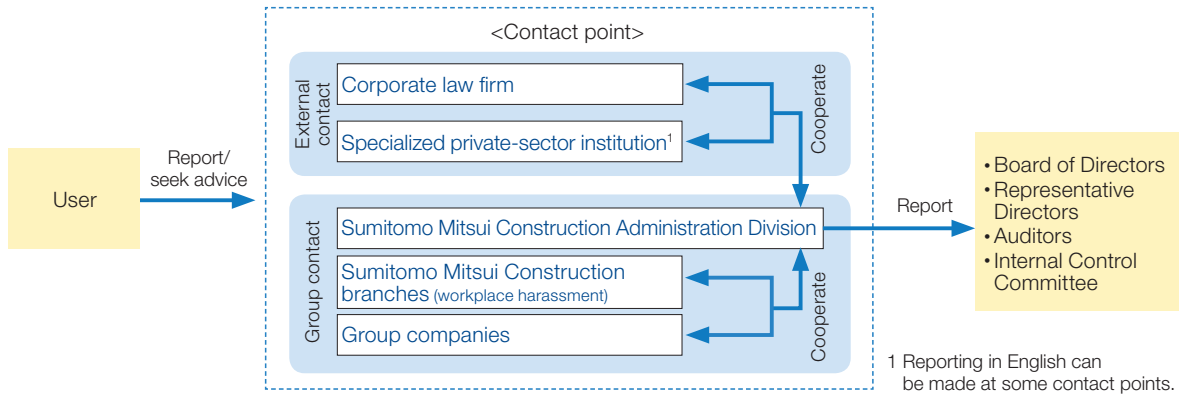 <Contact point>
External
contact
Corporate law firm
Specialized private-sector institution1
Cooperate
User
Report/
seek advice
Group contact
Sumitomo Mitsui Construction Administration Division
Sumitomo Mitsui Construction
branches (workplace harassment)
Group companies
Cooperate
Report
• Board of Directors
• Representative
Directors
• Auditors
• Internal Control
Committee
1 Reporting in English can
be made at some contact points.